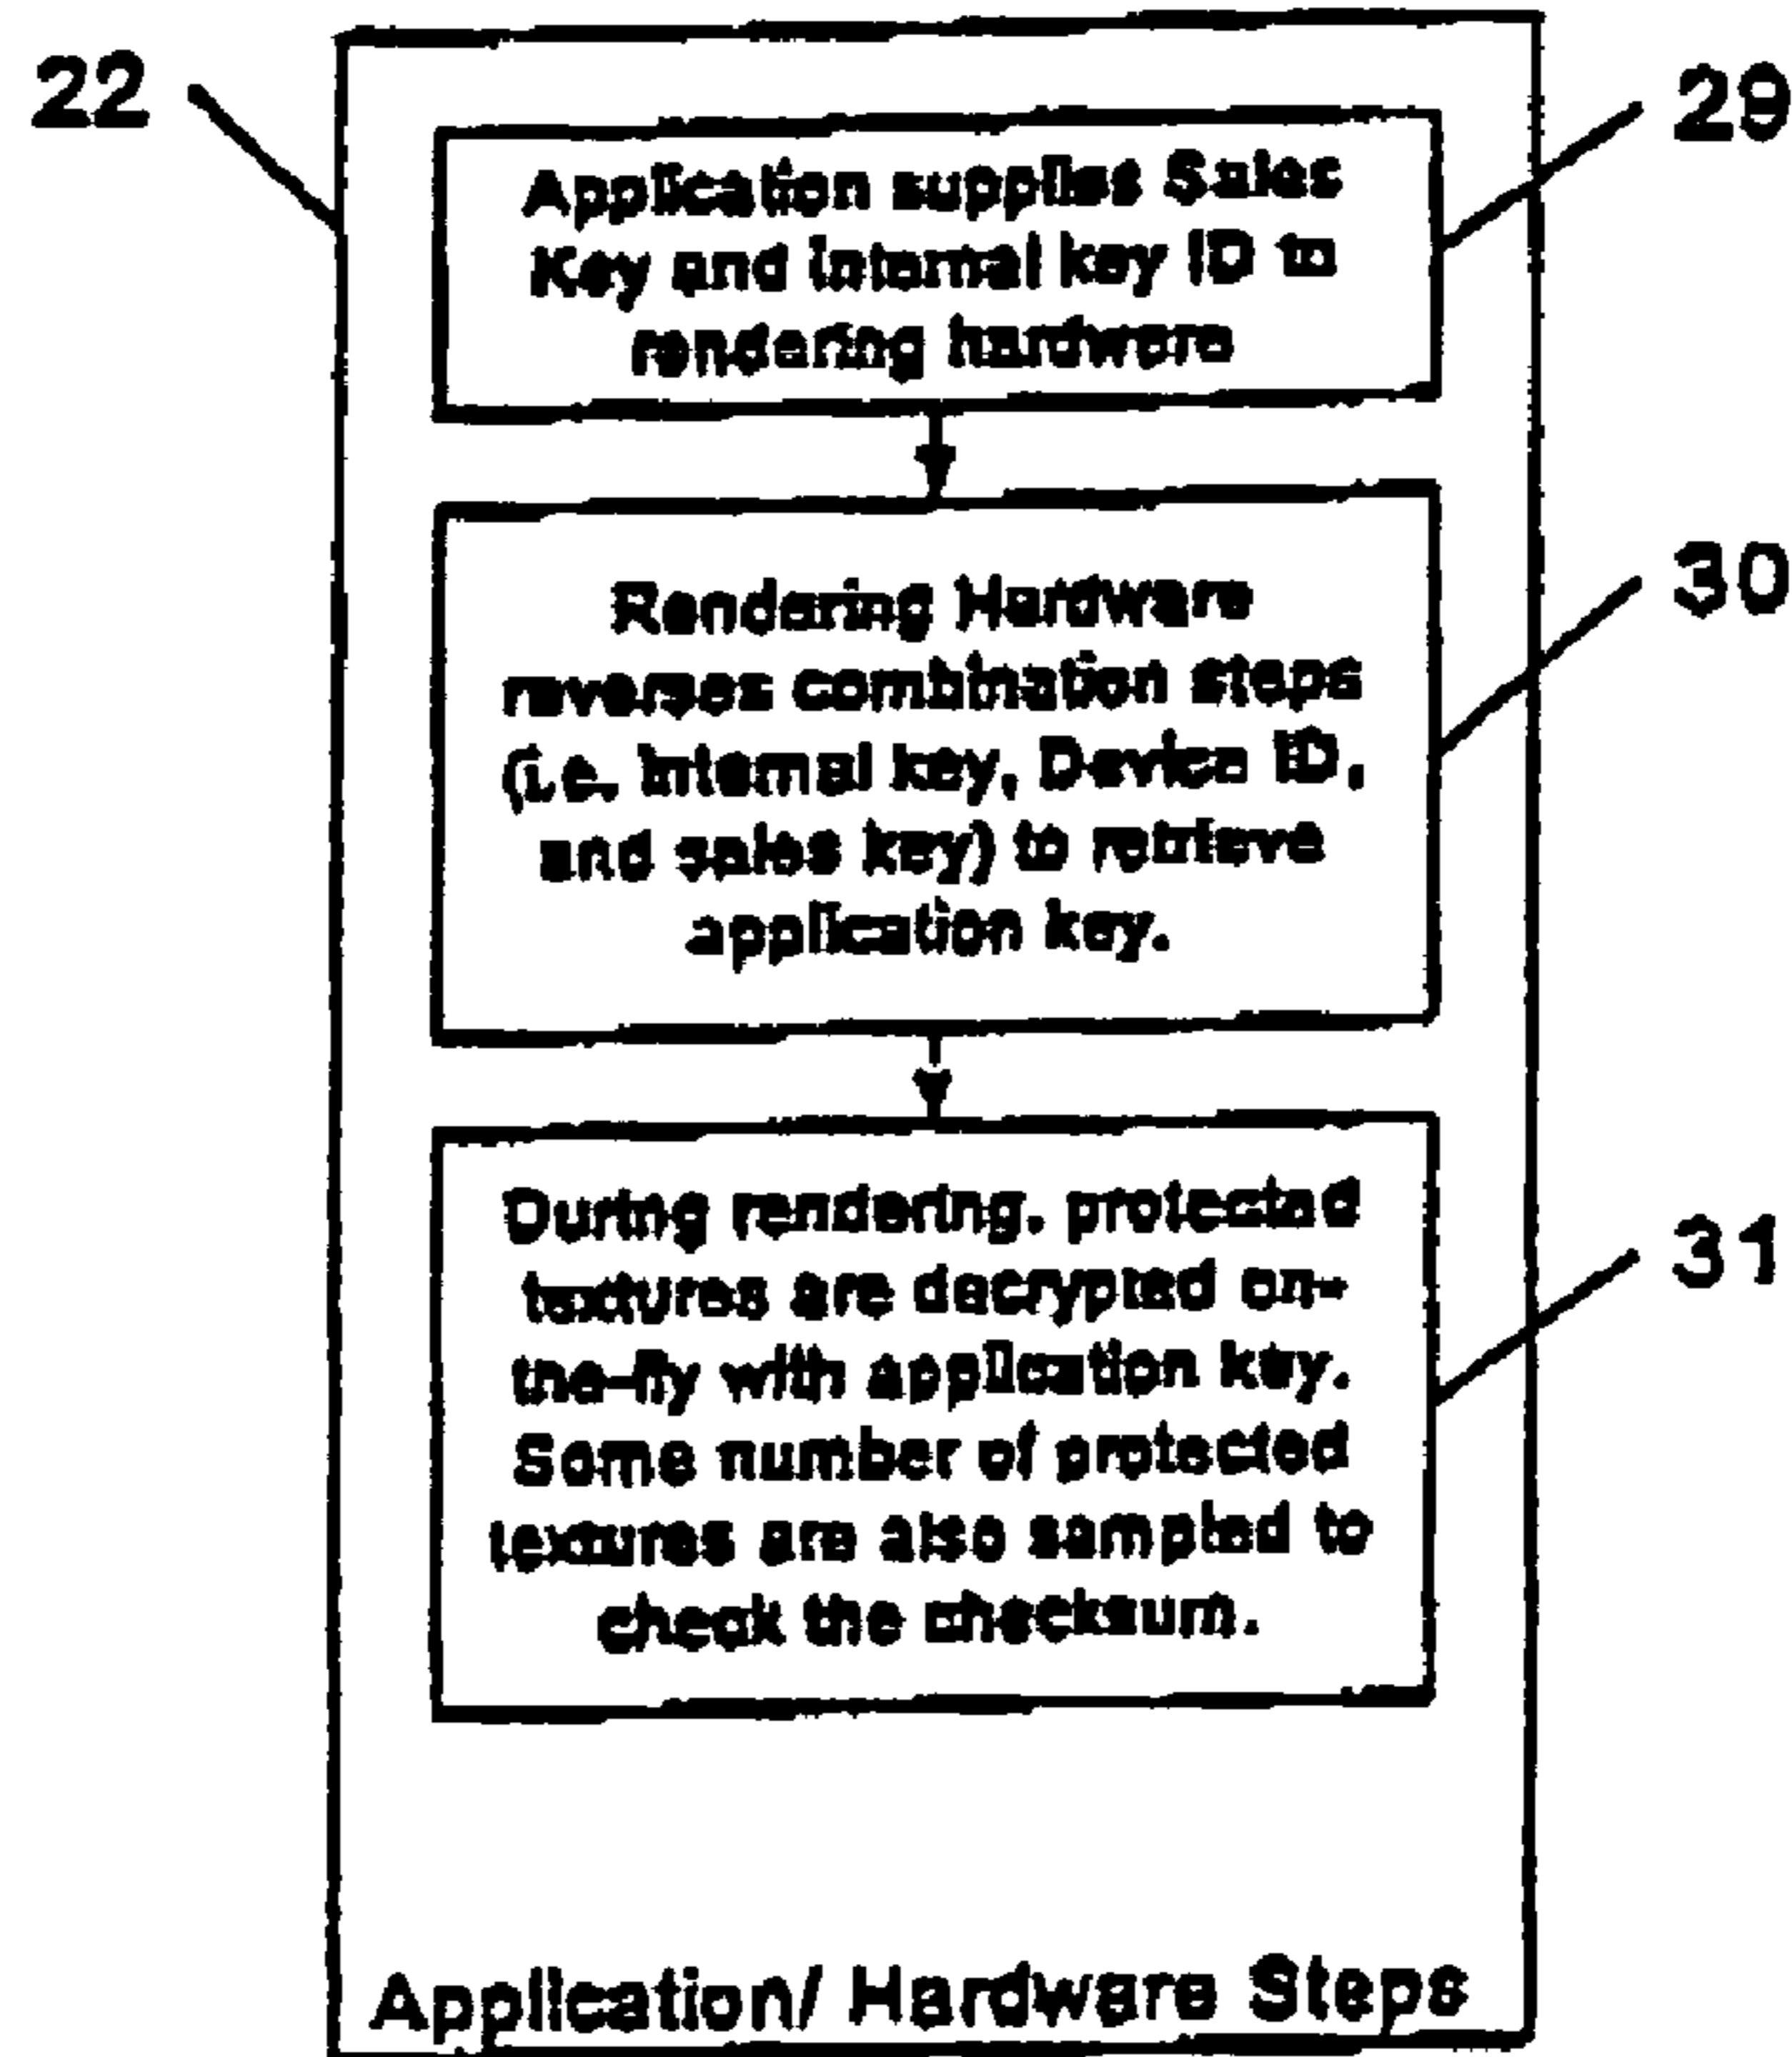 22
29
Application supplies Sales
Key and internal key ID to
rendering hardware
30
Rendering Hardware
reverses combination steps
(i.e. internal key, Device ID,
and sales key) to retrieve
application key.
31
During rendering, protected
textures are decrypted on-
the-fly with application key.
Some number of protected
textures are also sampled to
check the checksum.
Application/ Hardware Steps